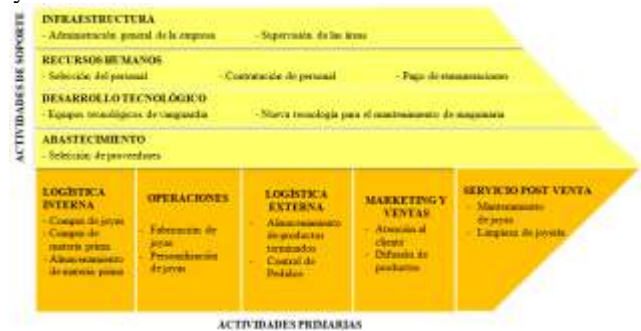 ACTIVIDADES DE SOPORTE
INFRAESTRUCTURA
- Administración general de la empresa - Supervisión de las áreas
RECURSOS HUMANOS
- Selección del personal - Contratación de personal - Pago de remuneraciones
DESARROLLO TECNOLÓGICO
- Equipos tecnológicos de vanguardia - Nueva tecnología para el mantenimiento de maquinaria
ABASTECIMIENTO
- Selección de proveedores
LOGÍSTICA
INTERNA
- Compra de joyas
- Compra de
materia prima
- Almacenamiento
de materia prima
OPERACIONES
- Fabricación de
joyas
- Personalización
de joyas
LOGÍSTICA
EXTERNA
- Almacenamiento
de productos
terminados
- Control de
Pedidos
MARKETING Y
VENTAS
- Atención al
cliente
- Difusión de
productos
SERVICIO POST VENTA
- Mantenimiento
de joyas
- Limpieza de joyería
ACTIVIDADES PRIMARIAS